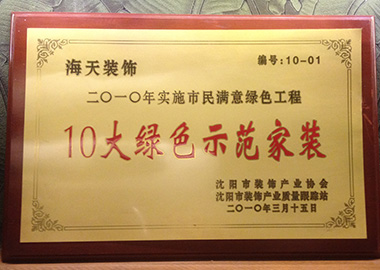 海天装饰
编号:10-01
二〇一〇年实施市民满意绿色工程
10大绿色示范家装
沈阳市装饰产业协会
沈阳市装饰产业质量跟踪站
二〇一〇年三月十五日